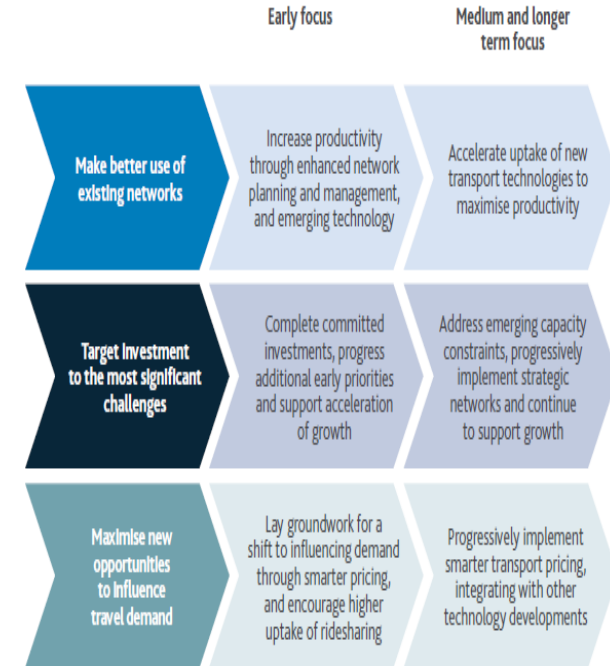 Early focus
Medium and longer
term focus
Make better use of
existing networks
Increase productivity
through enhanced network
planning and management,
and emerging technology
Accelerate uptake of new
transport technologies to
maximise productivity
Target investment
to the most significant
challenges
Complete committed
investments, progress
additional early priorities
and support acceleration
of growth
Address emerging capacity
constraints, progressively
implement strategic
networks and continue
to support growth
Maximise new
opportunities
to influence
travel demand
Lay groundwork for a
shift to influencing demand
through smarter pricing,
and encourage higher
uptake of ridesharing
Progressively implement
smarter transport pricing,
integrating with other
technology developments